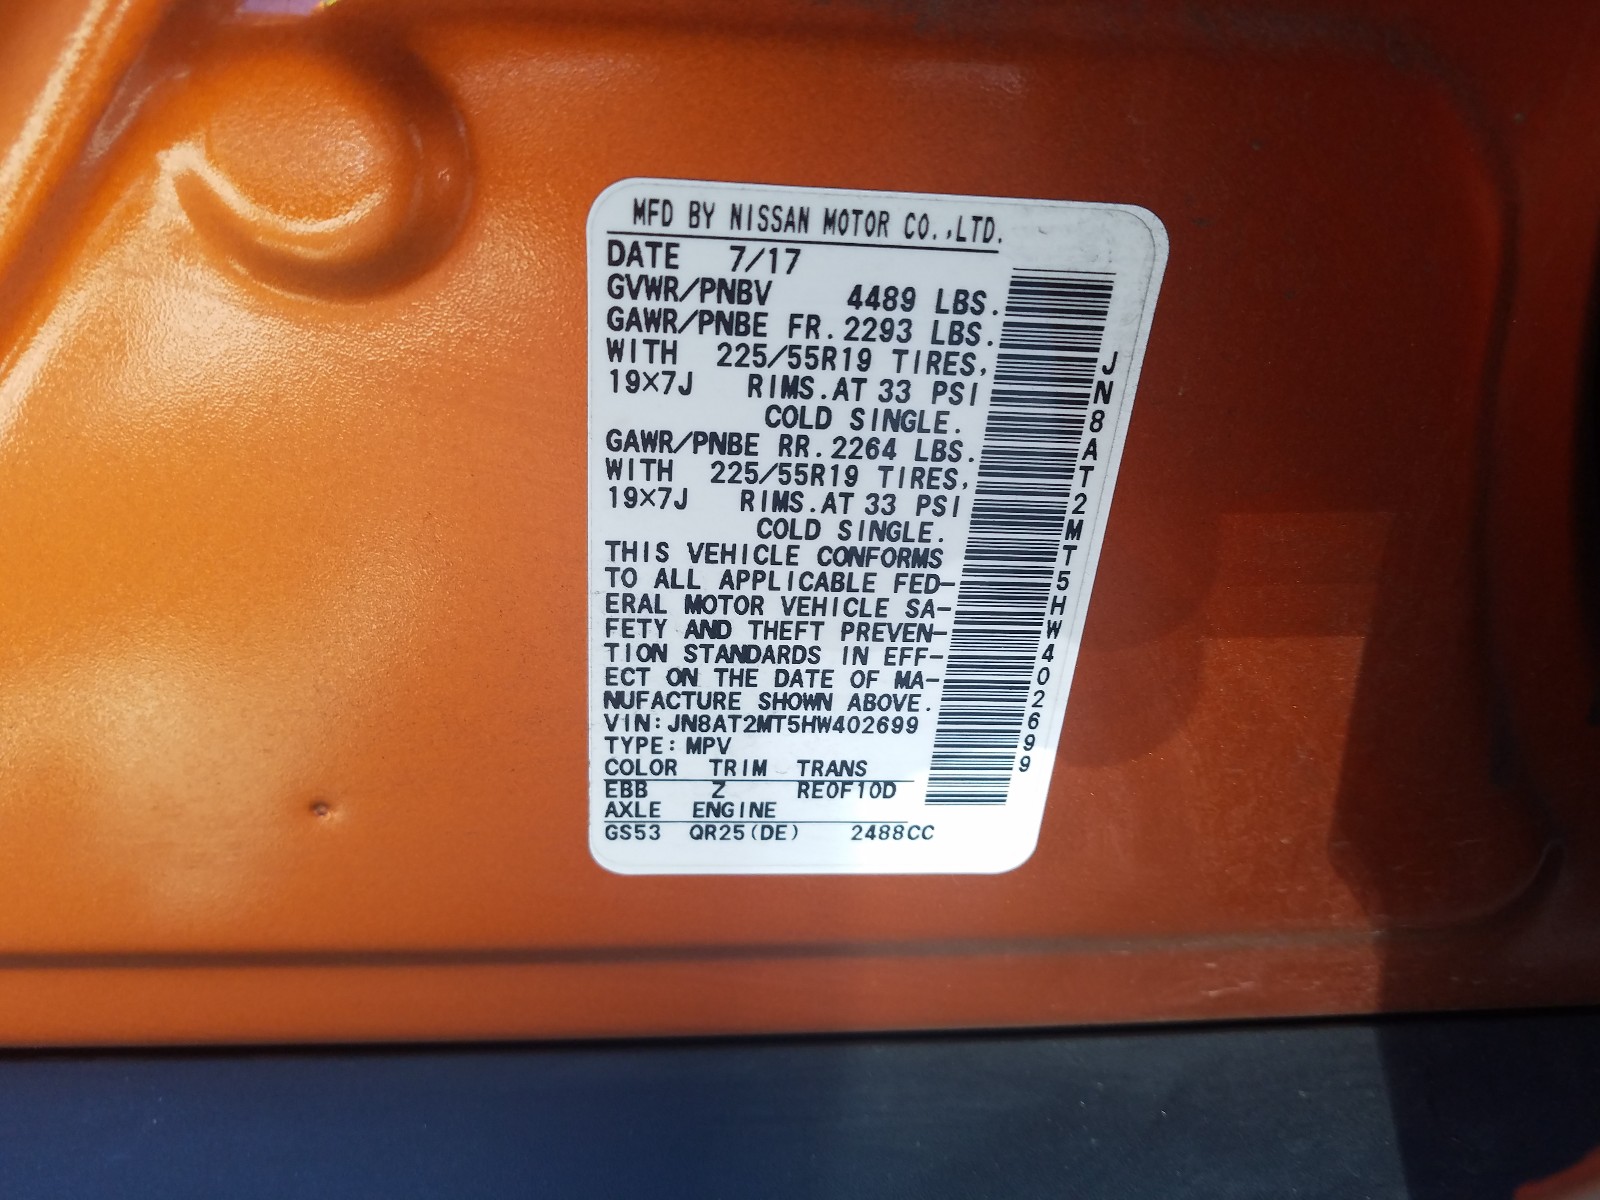 MFD BY NISSAN MOTOR CO.,LTD.
DATE 7/17
GVWR/PNBV 4489 LBS.
GAWR/PNBE FR.2293 LBS.
WITH 225/55R19 TIRES,
19×7J RIMS.AT 33 PSI
COLD SINGLE.
GAWR/PNBE RR.2264 LBS.
WITH 225/55R19 TIRES,
19×7J RIMS.AT 33 PSI
COLD SINGLE.
THIS VEHICLE CONFORMS
TO ALL APPLICABLE FED-
ERAL MOTOR VEHICLE SA-
FETY AND THEFT PREVEN-
TION STANDARDS IN EFF-
ECT ON THE DATE OF MA-
NUFACTURE SHOWN ABOVE.
VIN:JN8AT2MT5HW402699
TYPE:MPV
COLOR TRIM TRANS
EBB Z RE0F10D
AXLE ENGINE
GS53 QR25(DE) 2488CC
JN8AT2MT5HW402699